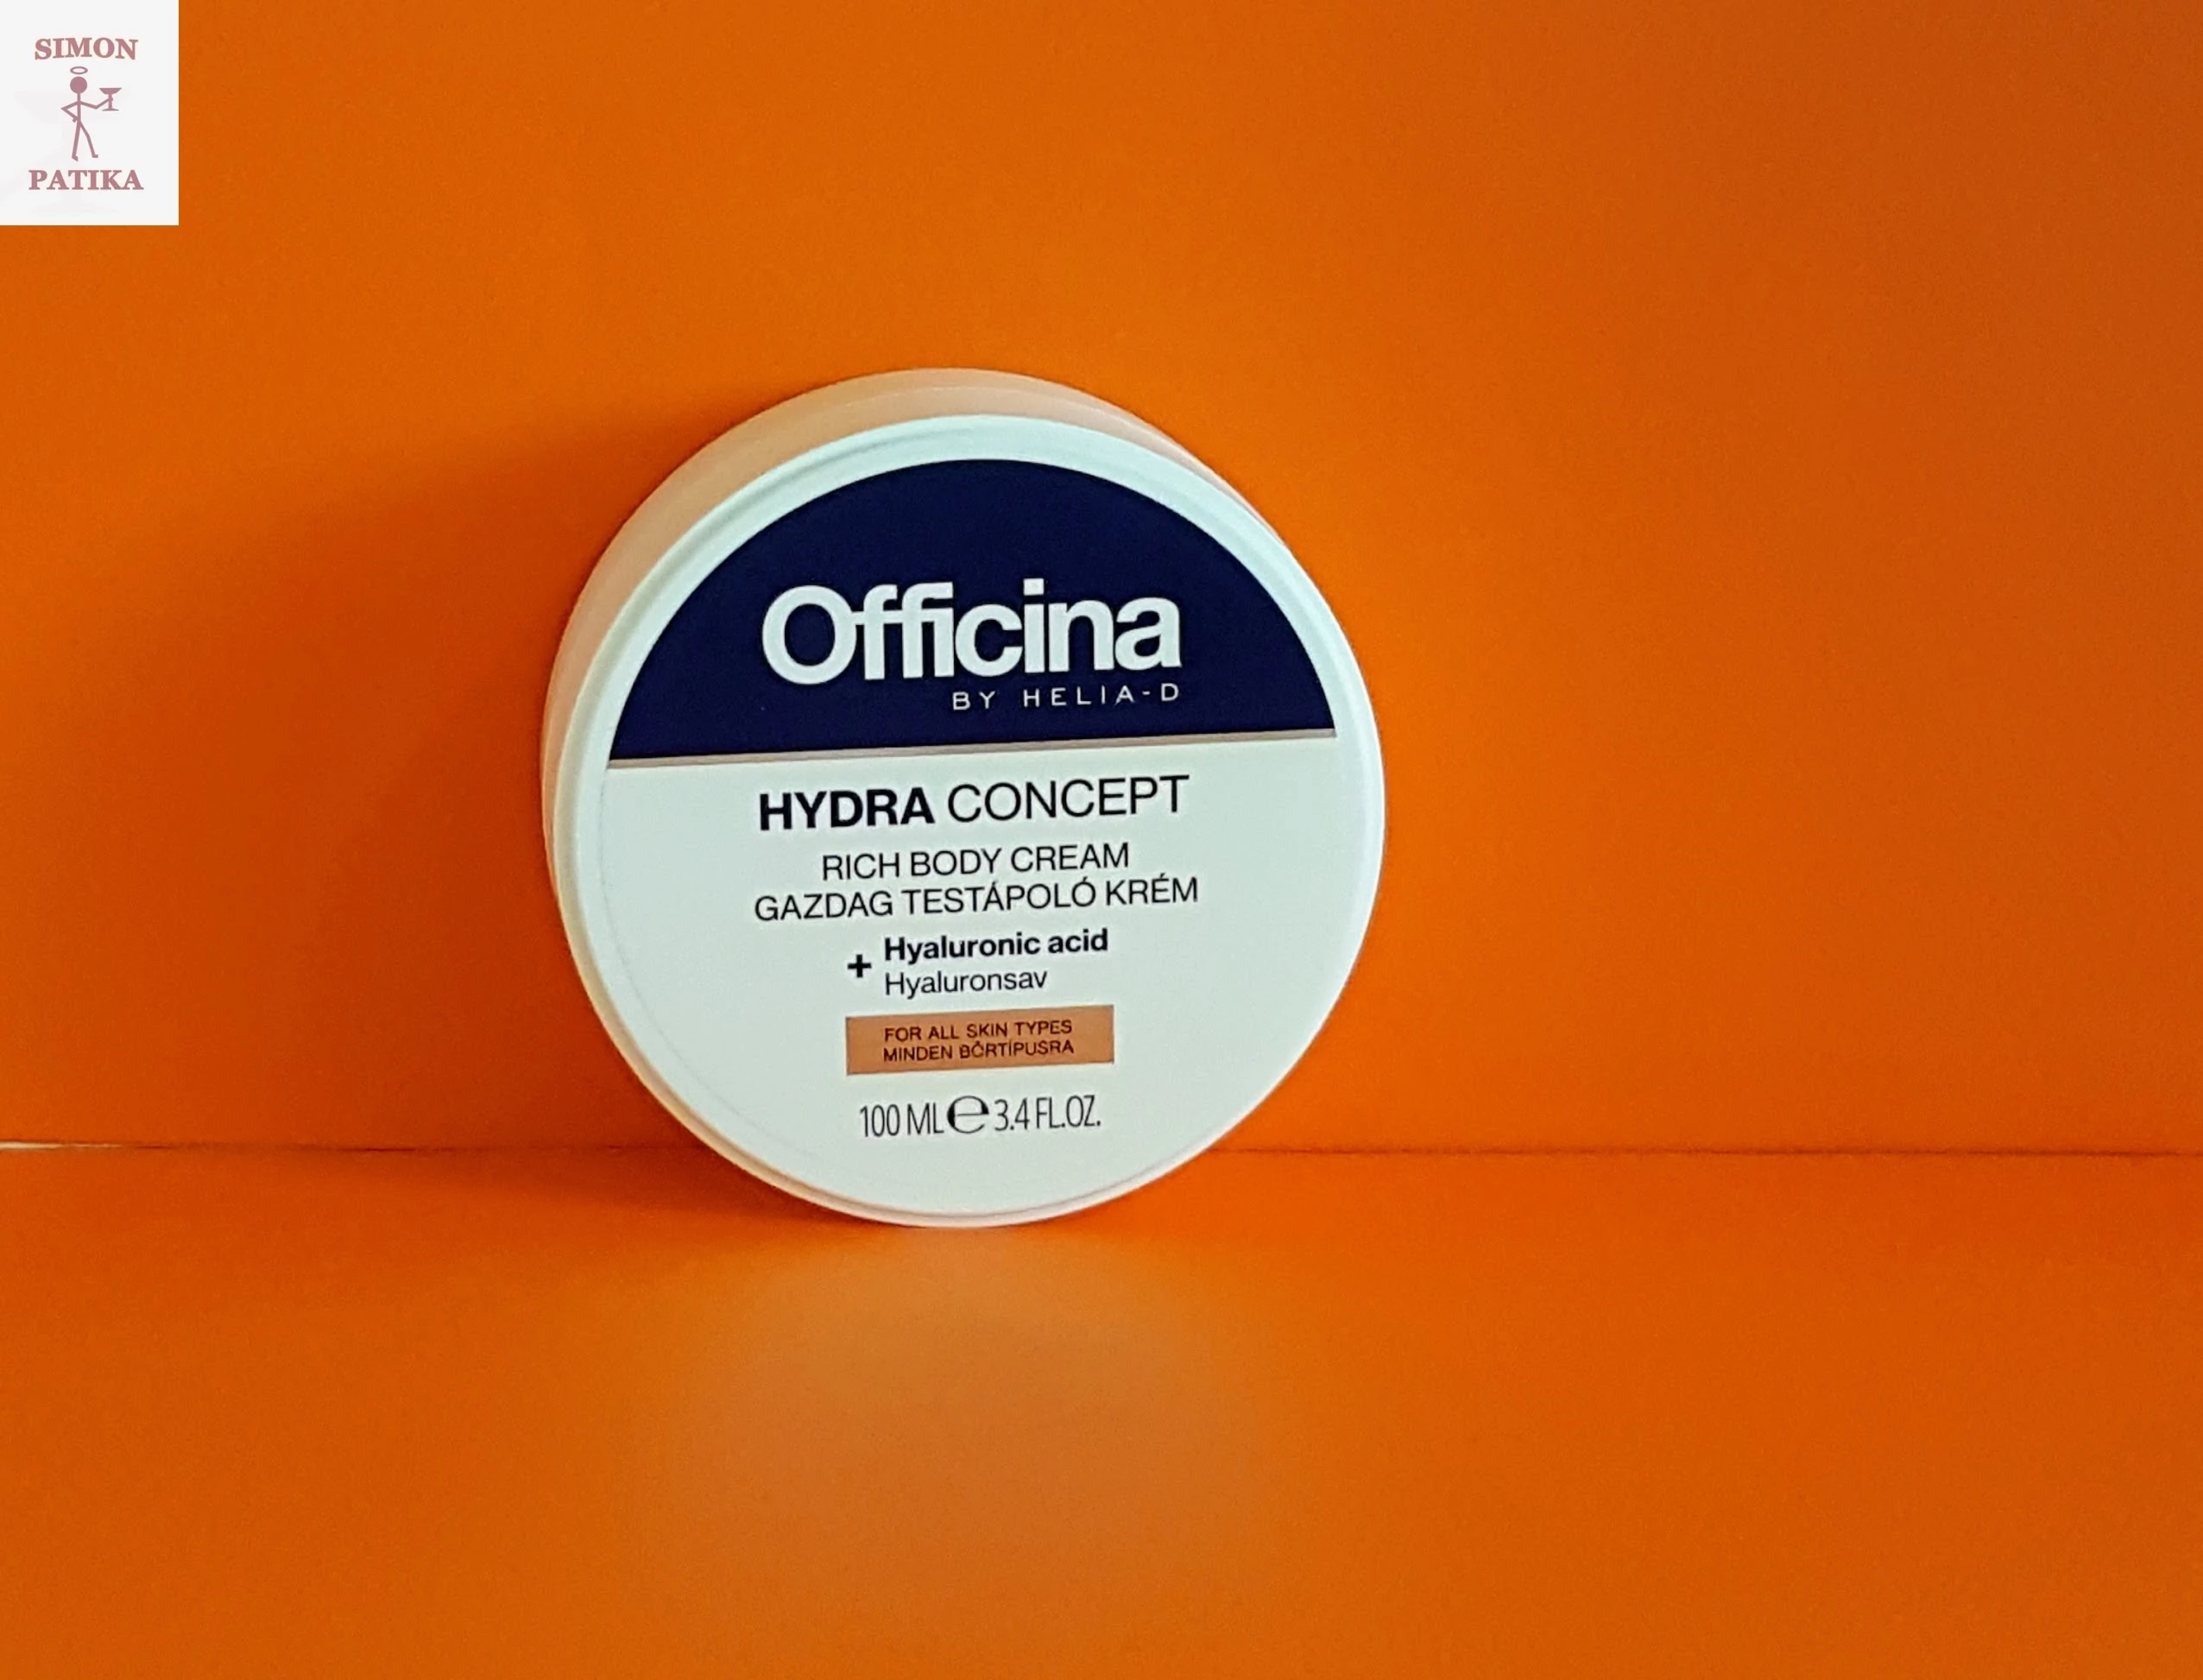 SIMON
PATIKA
Officina
BY HELIA-D
HYDRA CONCEPT
RICH BODY CREAM
GAZDAG TESTÁPOLÓ KRÉM
+ Hyaluronic acid
Hyaluronsav
FOR ALL SKIN TYPES
MINDEN BŐRTÍPUSRA
100 ML ℮ 3.4 FL.OZ.